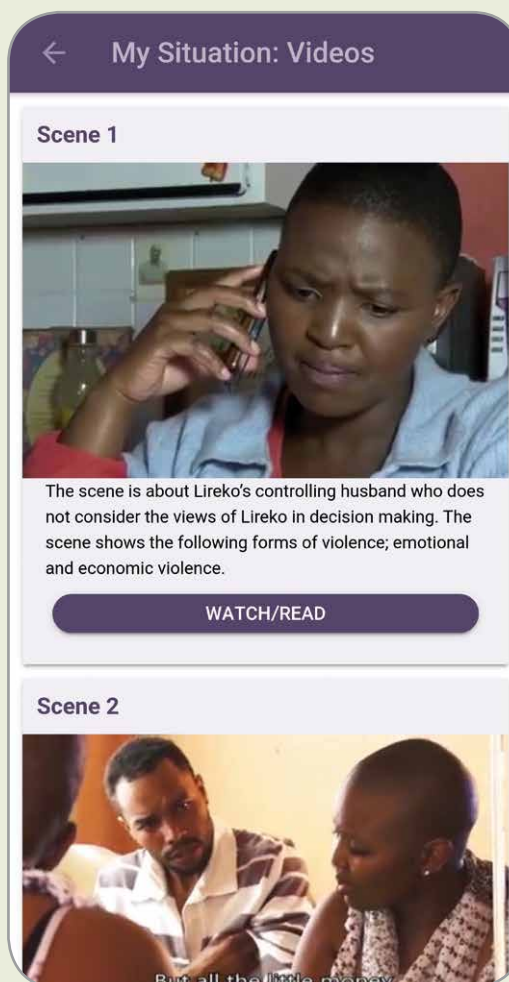 My Situation: Videos
Scene 1
The scene is about Lireko's controlling husband who does
not consider the views of Lireko in decision making. The
scene shows the following forms of violence; emotional
and economic violence.
WATCH/READ
Scene 2
But all the little money